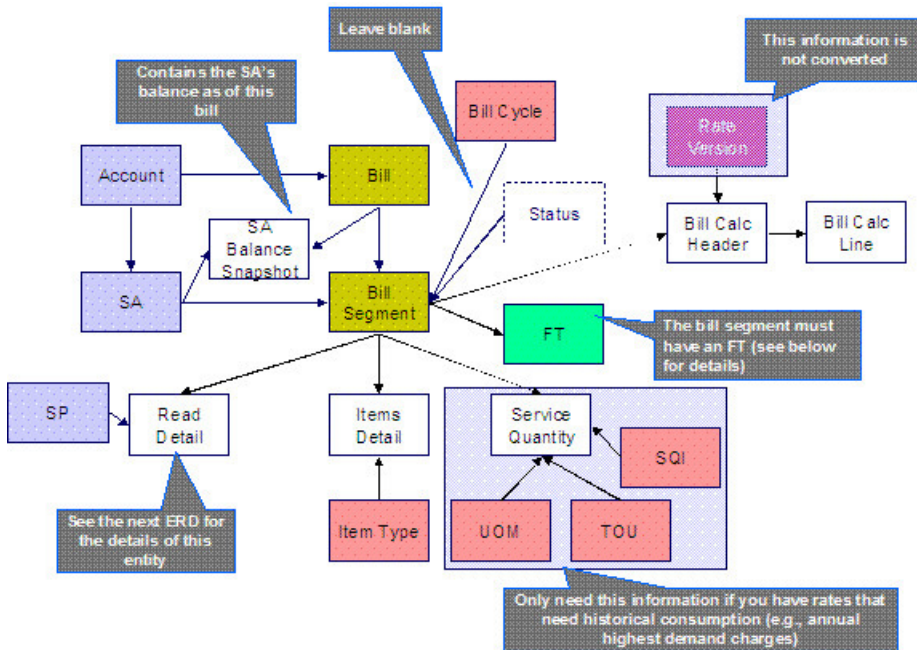 Leave blank
This information is
not converted
Contains the SA's
balance as of this
bill
Bill Cycle
Rate
Version
Account
Bill
Status
SA
Balance
Snapshot
Bill Calc
Header
Bill Calc
Line
SA
Bill
Segment
FT
The bill segment must
have an FT (see below
for details)
SP
Read
Detail
Items
Detail
Service
Quantity
SQI
See the next ERD for
the details of this
entity
Item Type
UOM
TOU
Only need this information if you have rates that
need historical consumption (e.g., annual
highest demand charges)